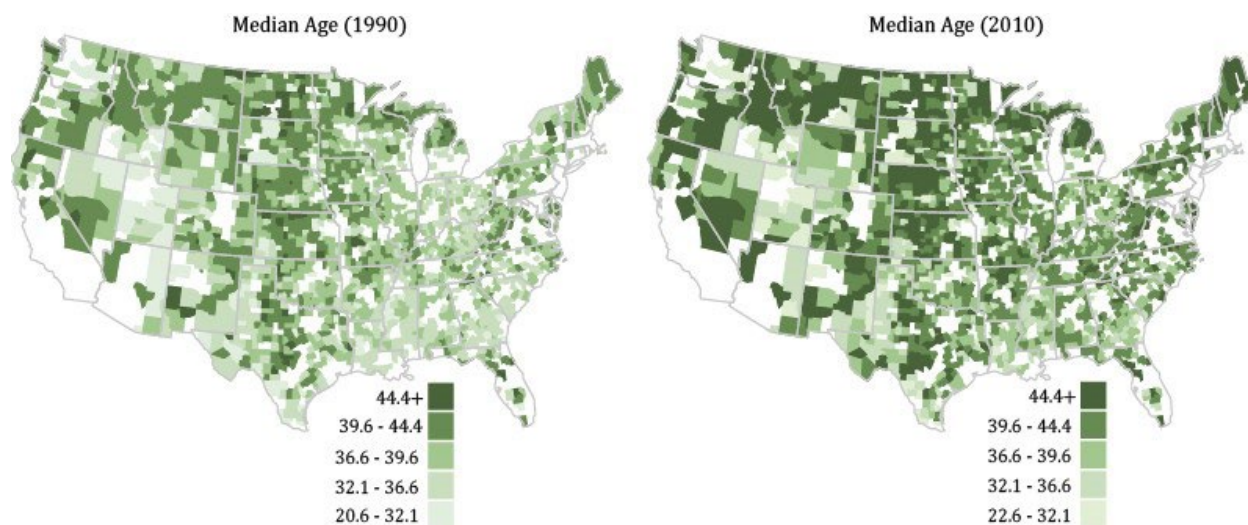 Median Age (1990)
44.4+
39.6 - 44.4
36.6 - 39.6
32.1 - 36.6
20.6 - 32.1
Median Age (2010)
44.4+
39.6 - 44.4
36.6 - 39.6
32.1 - 36.6
22.6 - 32.1